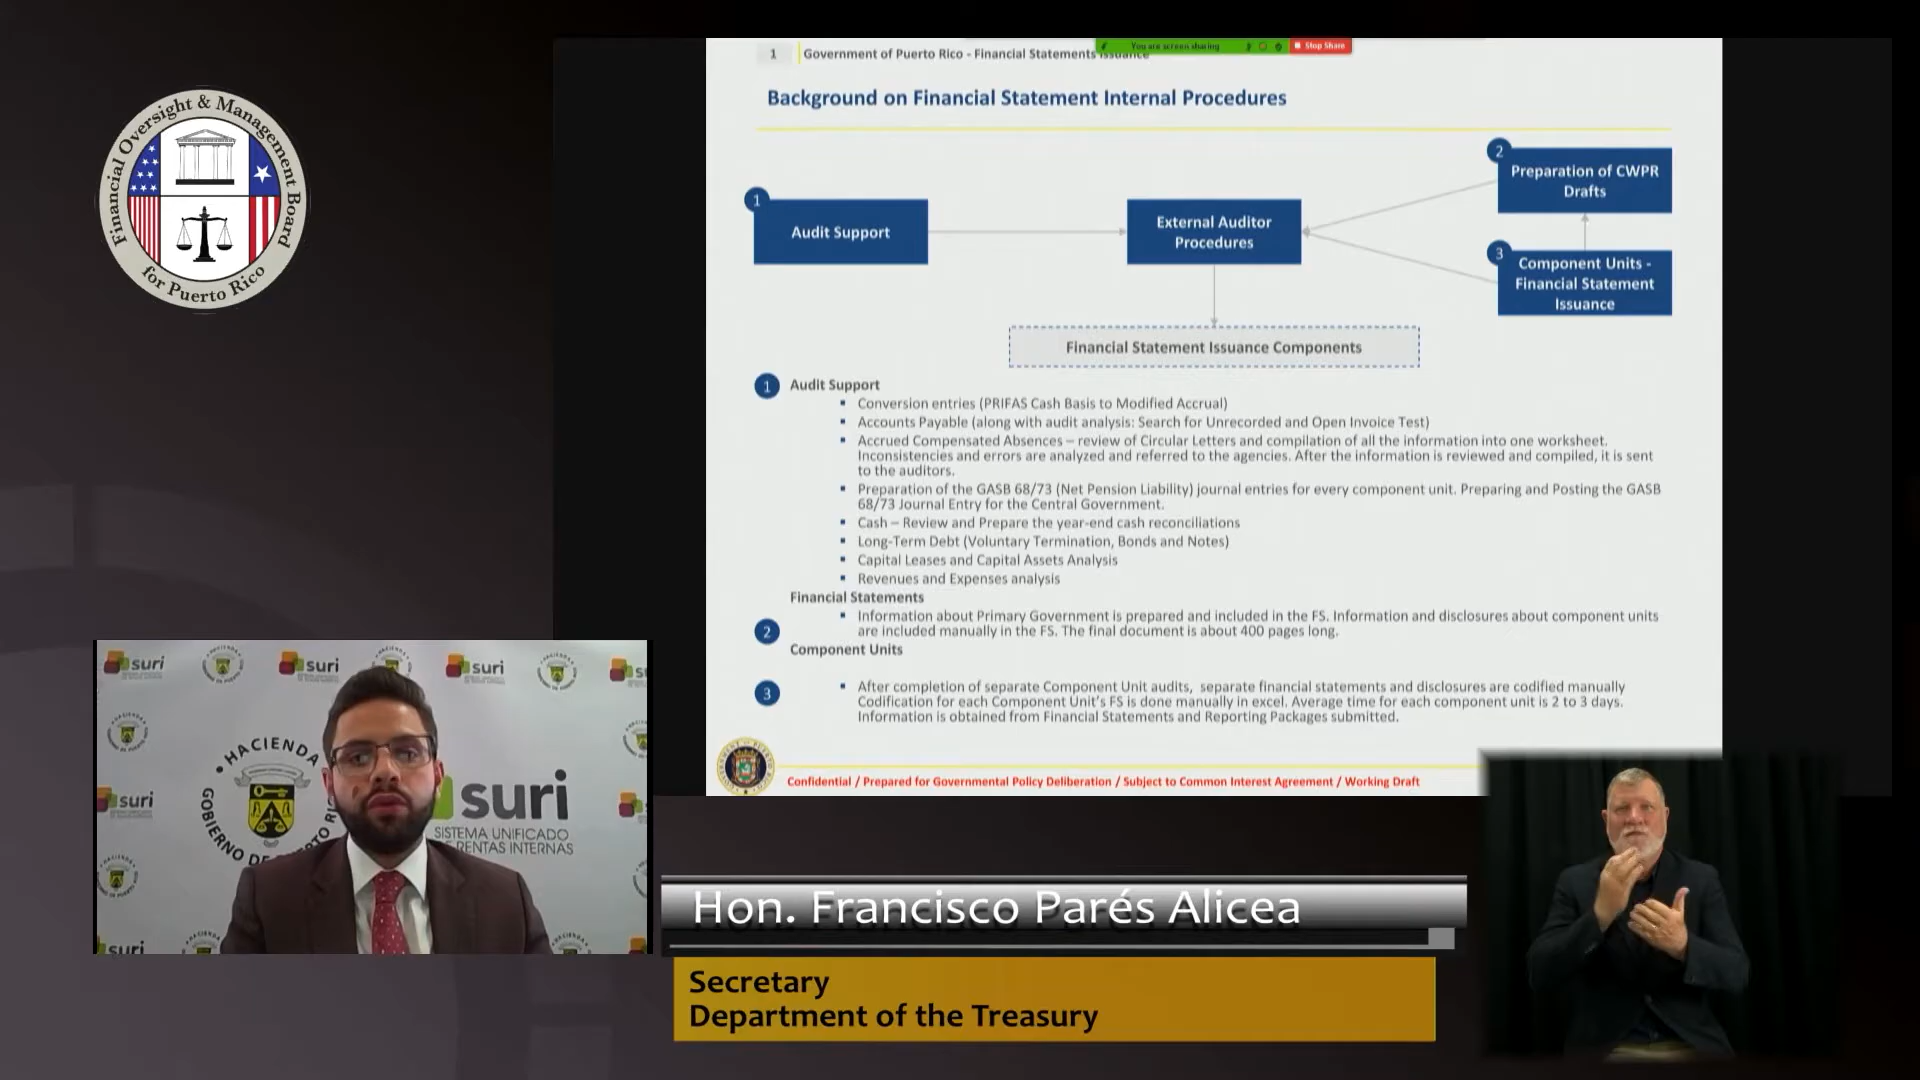 Financial Oversight & Management Board
for Puerto Rico
1
Government of Puerto Rico - Financial Statements Issuance
You are screen sharing
Stop Share
Background on Financial Statement Internal Procedures
1
Audit Support
External Auditor
Procedures
2
Preparation of CWPR
Drafts
3
Component Units -
Financial Statement
Issuance
Financial Statement Issuance Components
1
Audit Support
▪ Conversion entries (PRIFAS Cash Basis to Modified Accrual)
▪ Accounts Payable (along with audit analysis: Search for Unrecorded and Open Invoice Test)
▪ Accrued Compensated Absences – review of Circular Letters and compilation of all the information into one worksheet.
Inconsistencies and errors are analyzed and referred to the agencies. After the information is reviewed and compiled, it is sent
to the auditors.
▪ Preparation of the GASB 68/73 (Net Pension Liability) journal entries for every component unit. Preparing and Posting the GASB
68/73 Journal Entry for the Central Government.
▪ Cash – Review and Prepare the year-end cash reconciliations
▪ Long-Term Debt (Voluntary Termination, Bonds and Notes)
▪ Capital Leases and Capital Assets Analysis
▪ Revenues and Expenses analysis
Financial Statements
▪ Information about Primary Government is prepared and included in the FS. Information and disclosures about component units
are included manually in the FS. The final document is about 400 pages long.
2
Component Units
3
▪ After completion of separate Component Unit audits, separate financial statements and disclosures are codified manually
Codification for each Component Unit's FS is done manually in excel. Average time for each component unit is 2 to 3 days.
Information is obtained from Financial Statements and Reporting Packages submitted.
Confidential / Prepared for Governmental Policy Deliberation / Subject to Common Interest Agreement / Working Draft
suri
suri
suri
HACIENDA
GOBIERNO DE
suri
SISTEMA UNIFICADO
RENTAS INTERNAS
suri
suri
Hon. Francisco Parés Alicea
Secretary
Department of the Treasury